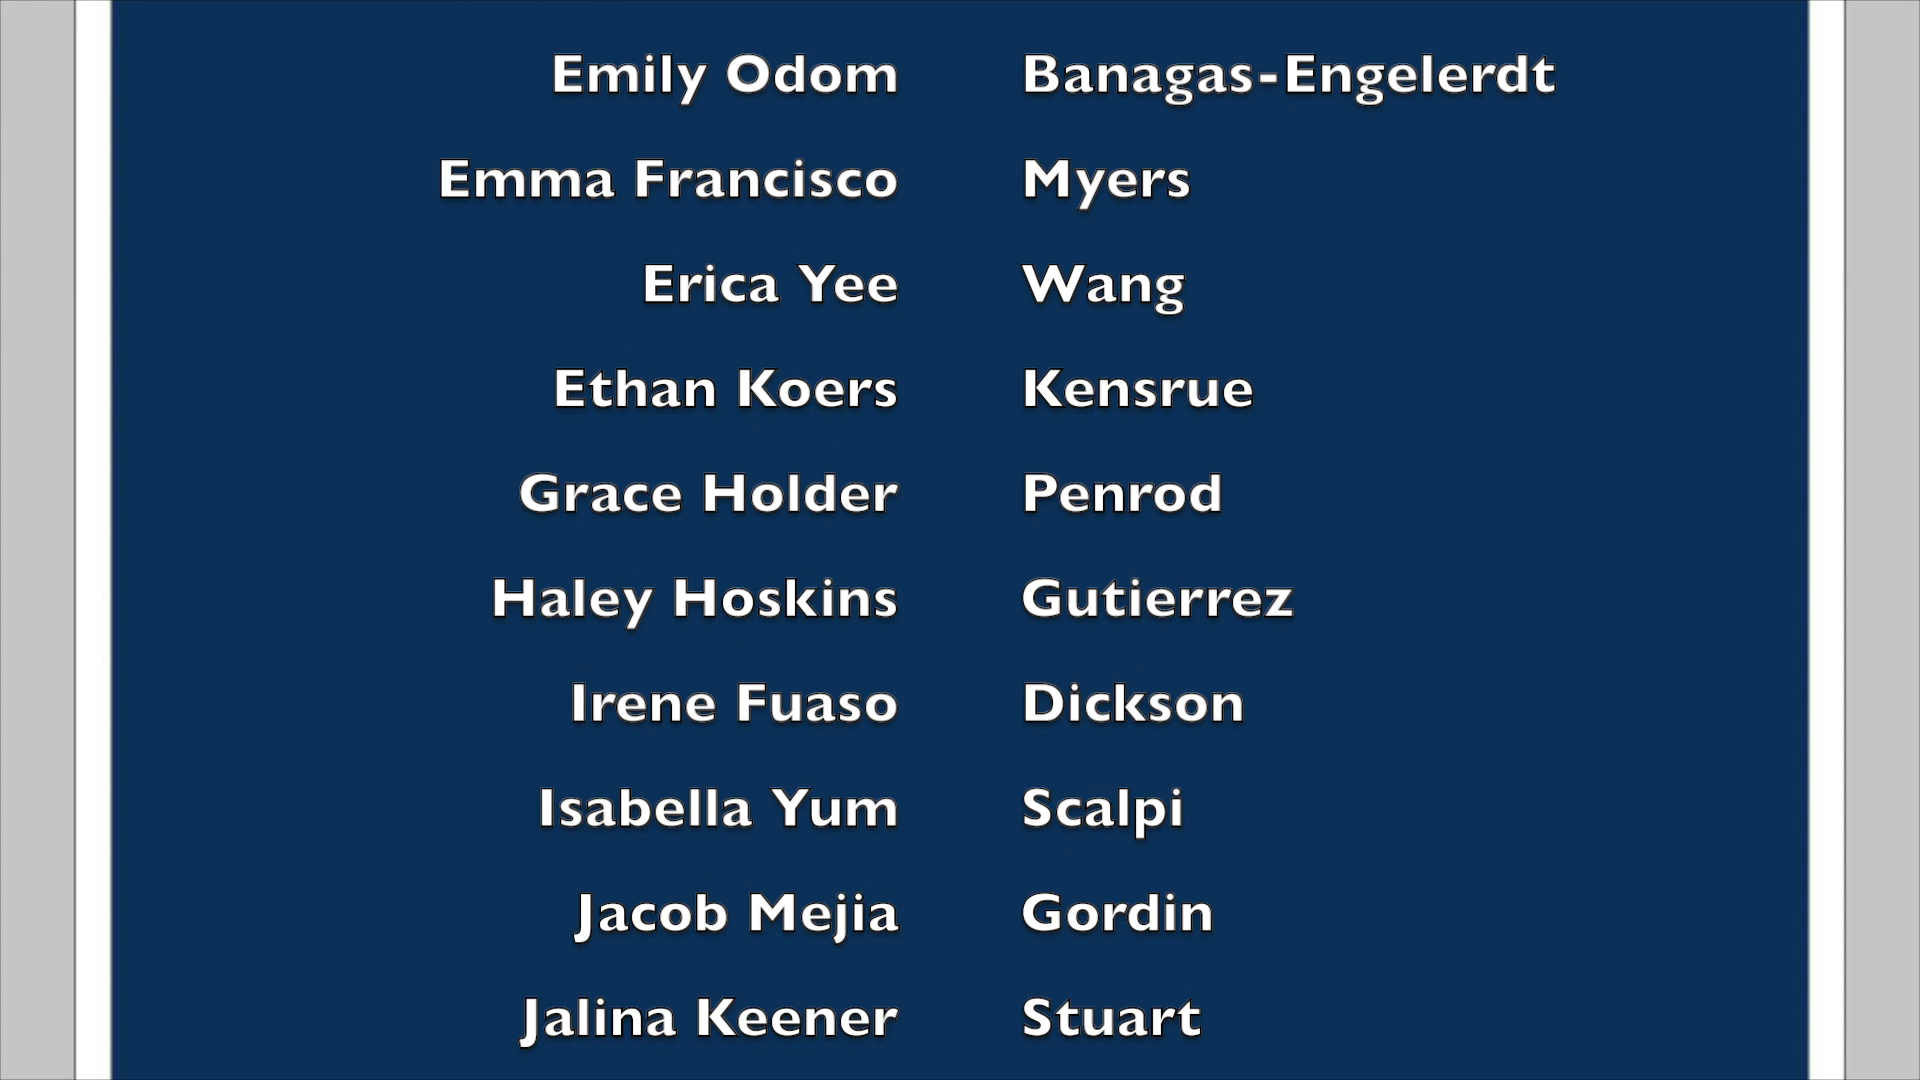 Emily Odom Banagas-Engelerdt
Emma Francisco Myers
Erica Yee Wang
Ethan Koers Kensrue
Grace Holder Penrod
Haley Hoskins Gutierrez
Irene Fuaso Dickson
Isabella Yum Scalpi
Jacob Mejia Gordin
Jalina Keener Stuart